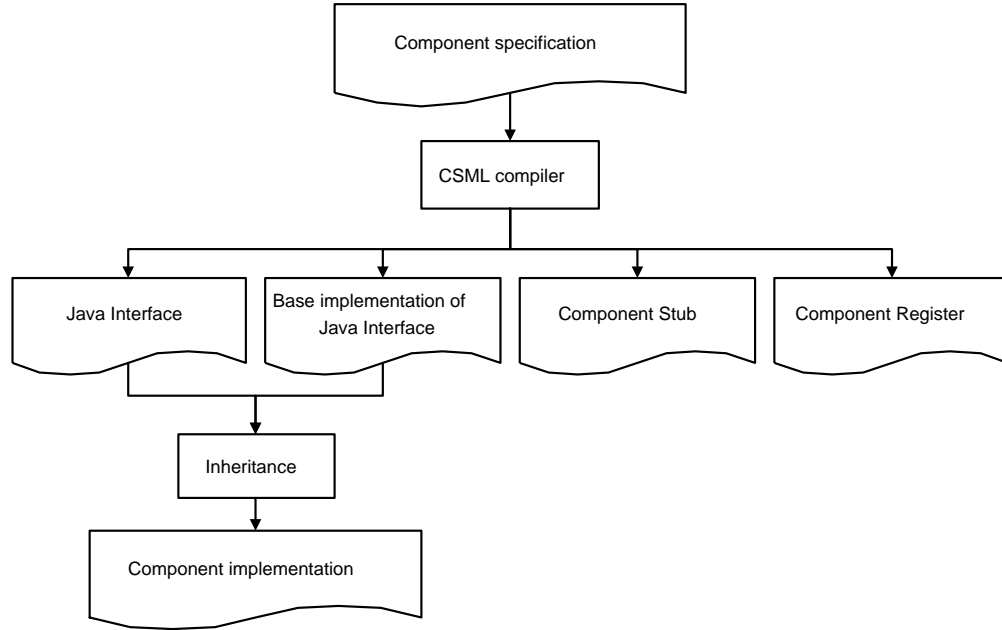 Component specification
CSML compiler
Java Interface
Base implementation of
Java Interface
Component Stub
Component Register
Inheritance
Component implementation